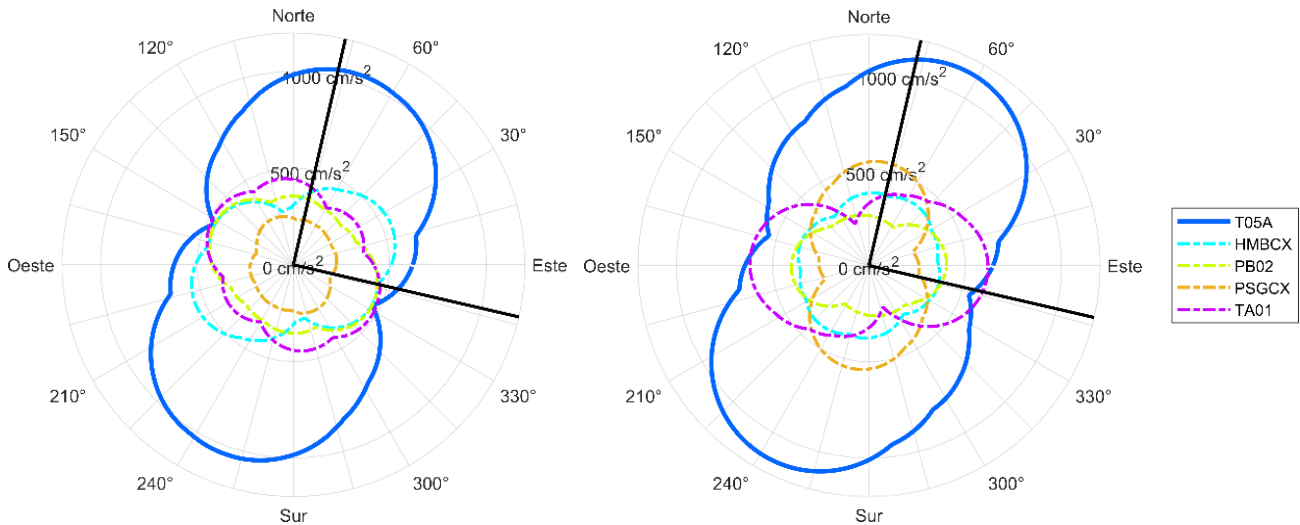 Norte
120°
60°
1000 cm/s²
150°
30°
500 cm/s²
Oeste
0 cm/s²
Este
210°
330°
240°
300°
Sur
Norte
120°
60°
1000 cm/s²
150°
30°
500 cm/s²
Oeste
0 cm/s²
Este
210°
330°
240°
300°
Sur
T05A
HMBCX
PB02
PSGCX
TA01